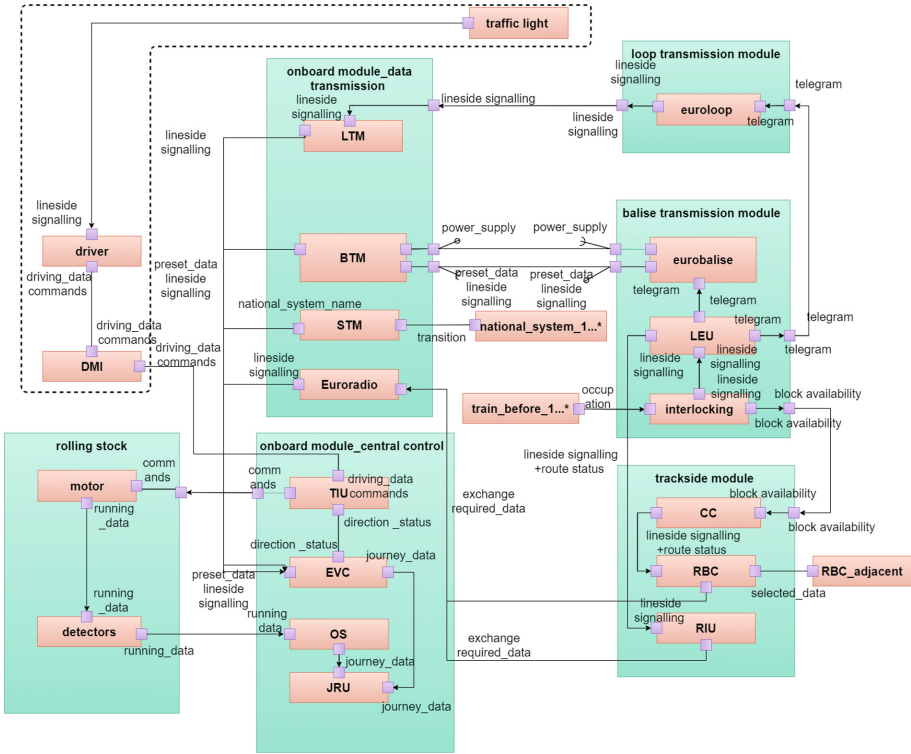 traffic light
onboard module_data
transmission
loop transmission module
lineside
signalling
lineside
signalling
lineside signalling
lineside
signalling
telegram
telegram
euroloop
LTM
lineside
signalling
lineside
signalling
driver
driving_data
commands
preset_data
lineside
signalling
BTM
power_supply
power_supply
preset_data
lineside
signalling
preset_data
lineside
signalling
balise transmission module
eurobalise
telegram
telegram
telegram
telegram
telegram
LEU
lineside
signalling
lineside
signalling
lineside
signalling
national_system_name
STM
transition
national_system_1...*
driving_data
commands
driving_data
commands
DMI
lineside
signalling
Euroradio
train_before_1...*
occup
ation
interlocking
block availability
block availability
rolling stock
onboard module_central control
motor
comm
ands
comm
ands
driving_data
commands
TIU
running
_data
direction _status
direction _status
exchange
required_data
lineside signalling
+route status
trackside module
block availability
block availability
CC
lineside signalling
+route status
EVC
journey_data
preset_data
lineside
signalling
RBC
selected_data
RBC_adjacent
running
_data
detectors
running_data
running
data
OS
journey_data
JRU
journey_data
lineside
signalling
RIU
exchange
required_data